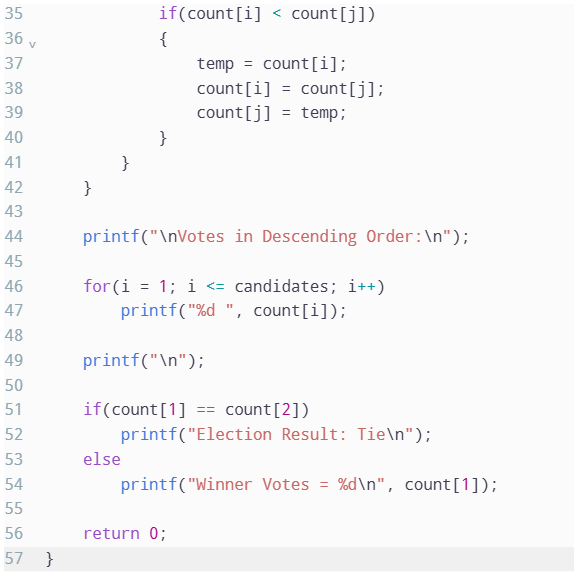 35             if(count[i] < count[j])
36 v           {
37                 temp = count[i];
38                 count[i] = count[j];
39                 count[j] = temp;
40             }
41         }
42     }
43
44     printf("\nVotes in Descending Order:\n");
45
46     for(i = 1; i <= candidates; i++)
47         printf("%d ", count[i]);
48
49     printf("\n");
50
51     if(count[1] == count[2])
52         printf("Election Result: Tie\n");
53     else
54         printf("Winner Votes = %d\n", count[1]);
55
56     return 0;
57 }